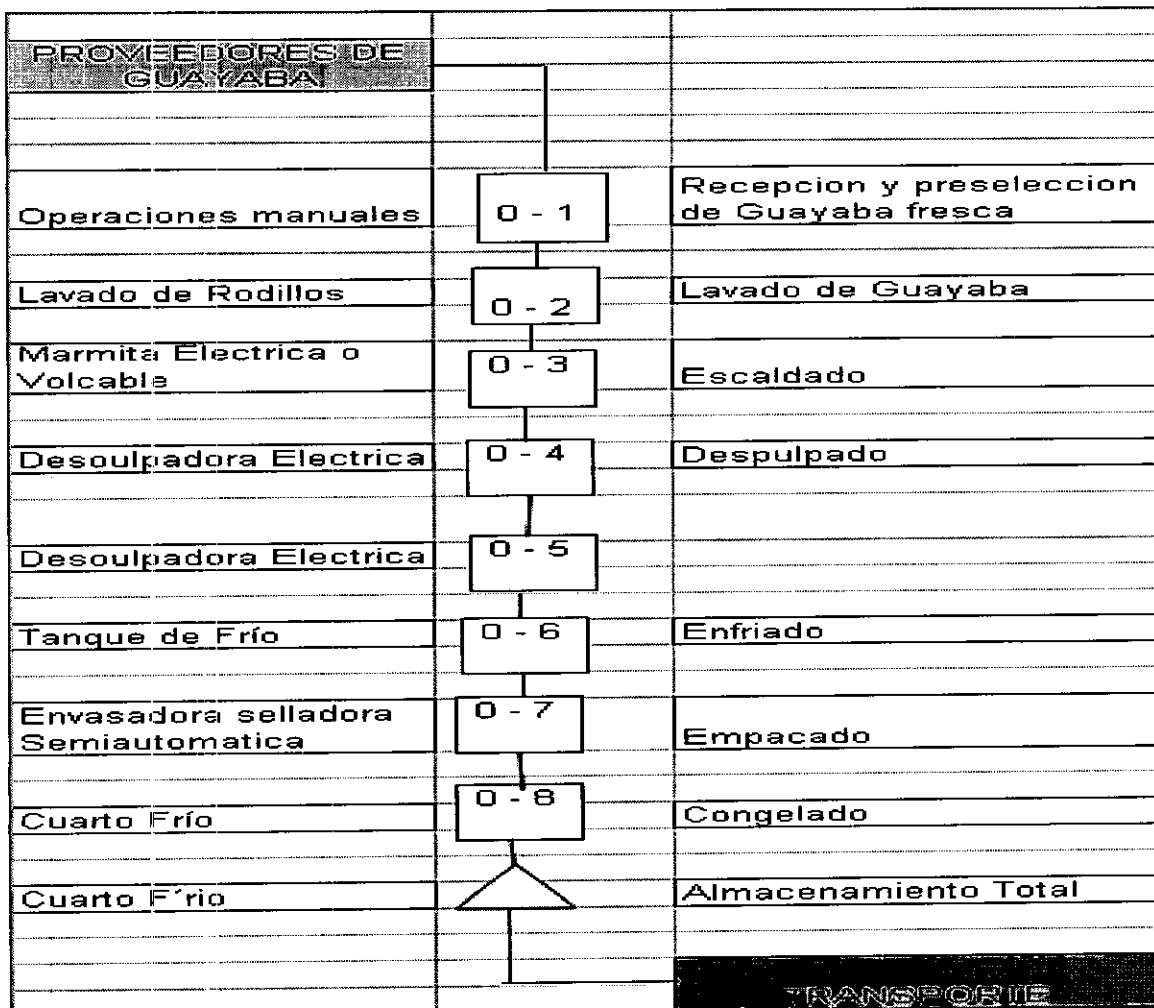 PROVEEDORES DE
GUAYABA
Operaciones manuales
0 - 1
Recepcion y preseleccion
de Guayaba fresca
Lavado de Rodillos
0 - 2
Lavado de Guayaba
Marmita Electrica o
Volcable
0 - 3
Escaldado
Desoulpadora Electrica
0 - 4
Despulpado
Desoulpadora Electrica
0 - 5
Tanque de Frío
0 - 6
Enfriado
Envasadora selladora
Semiautomatica
0 - 7
Empacado
Cuarto Frío
0 - 8
Congelado
Cuarto F´rio
Almacenamiento Total
TRANSPORTE